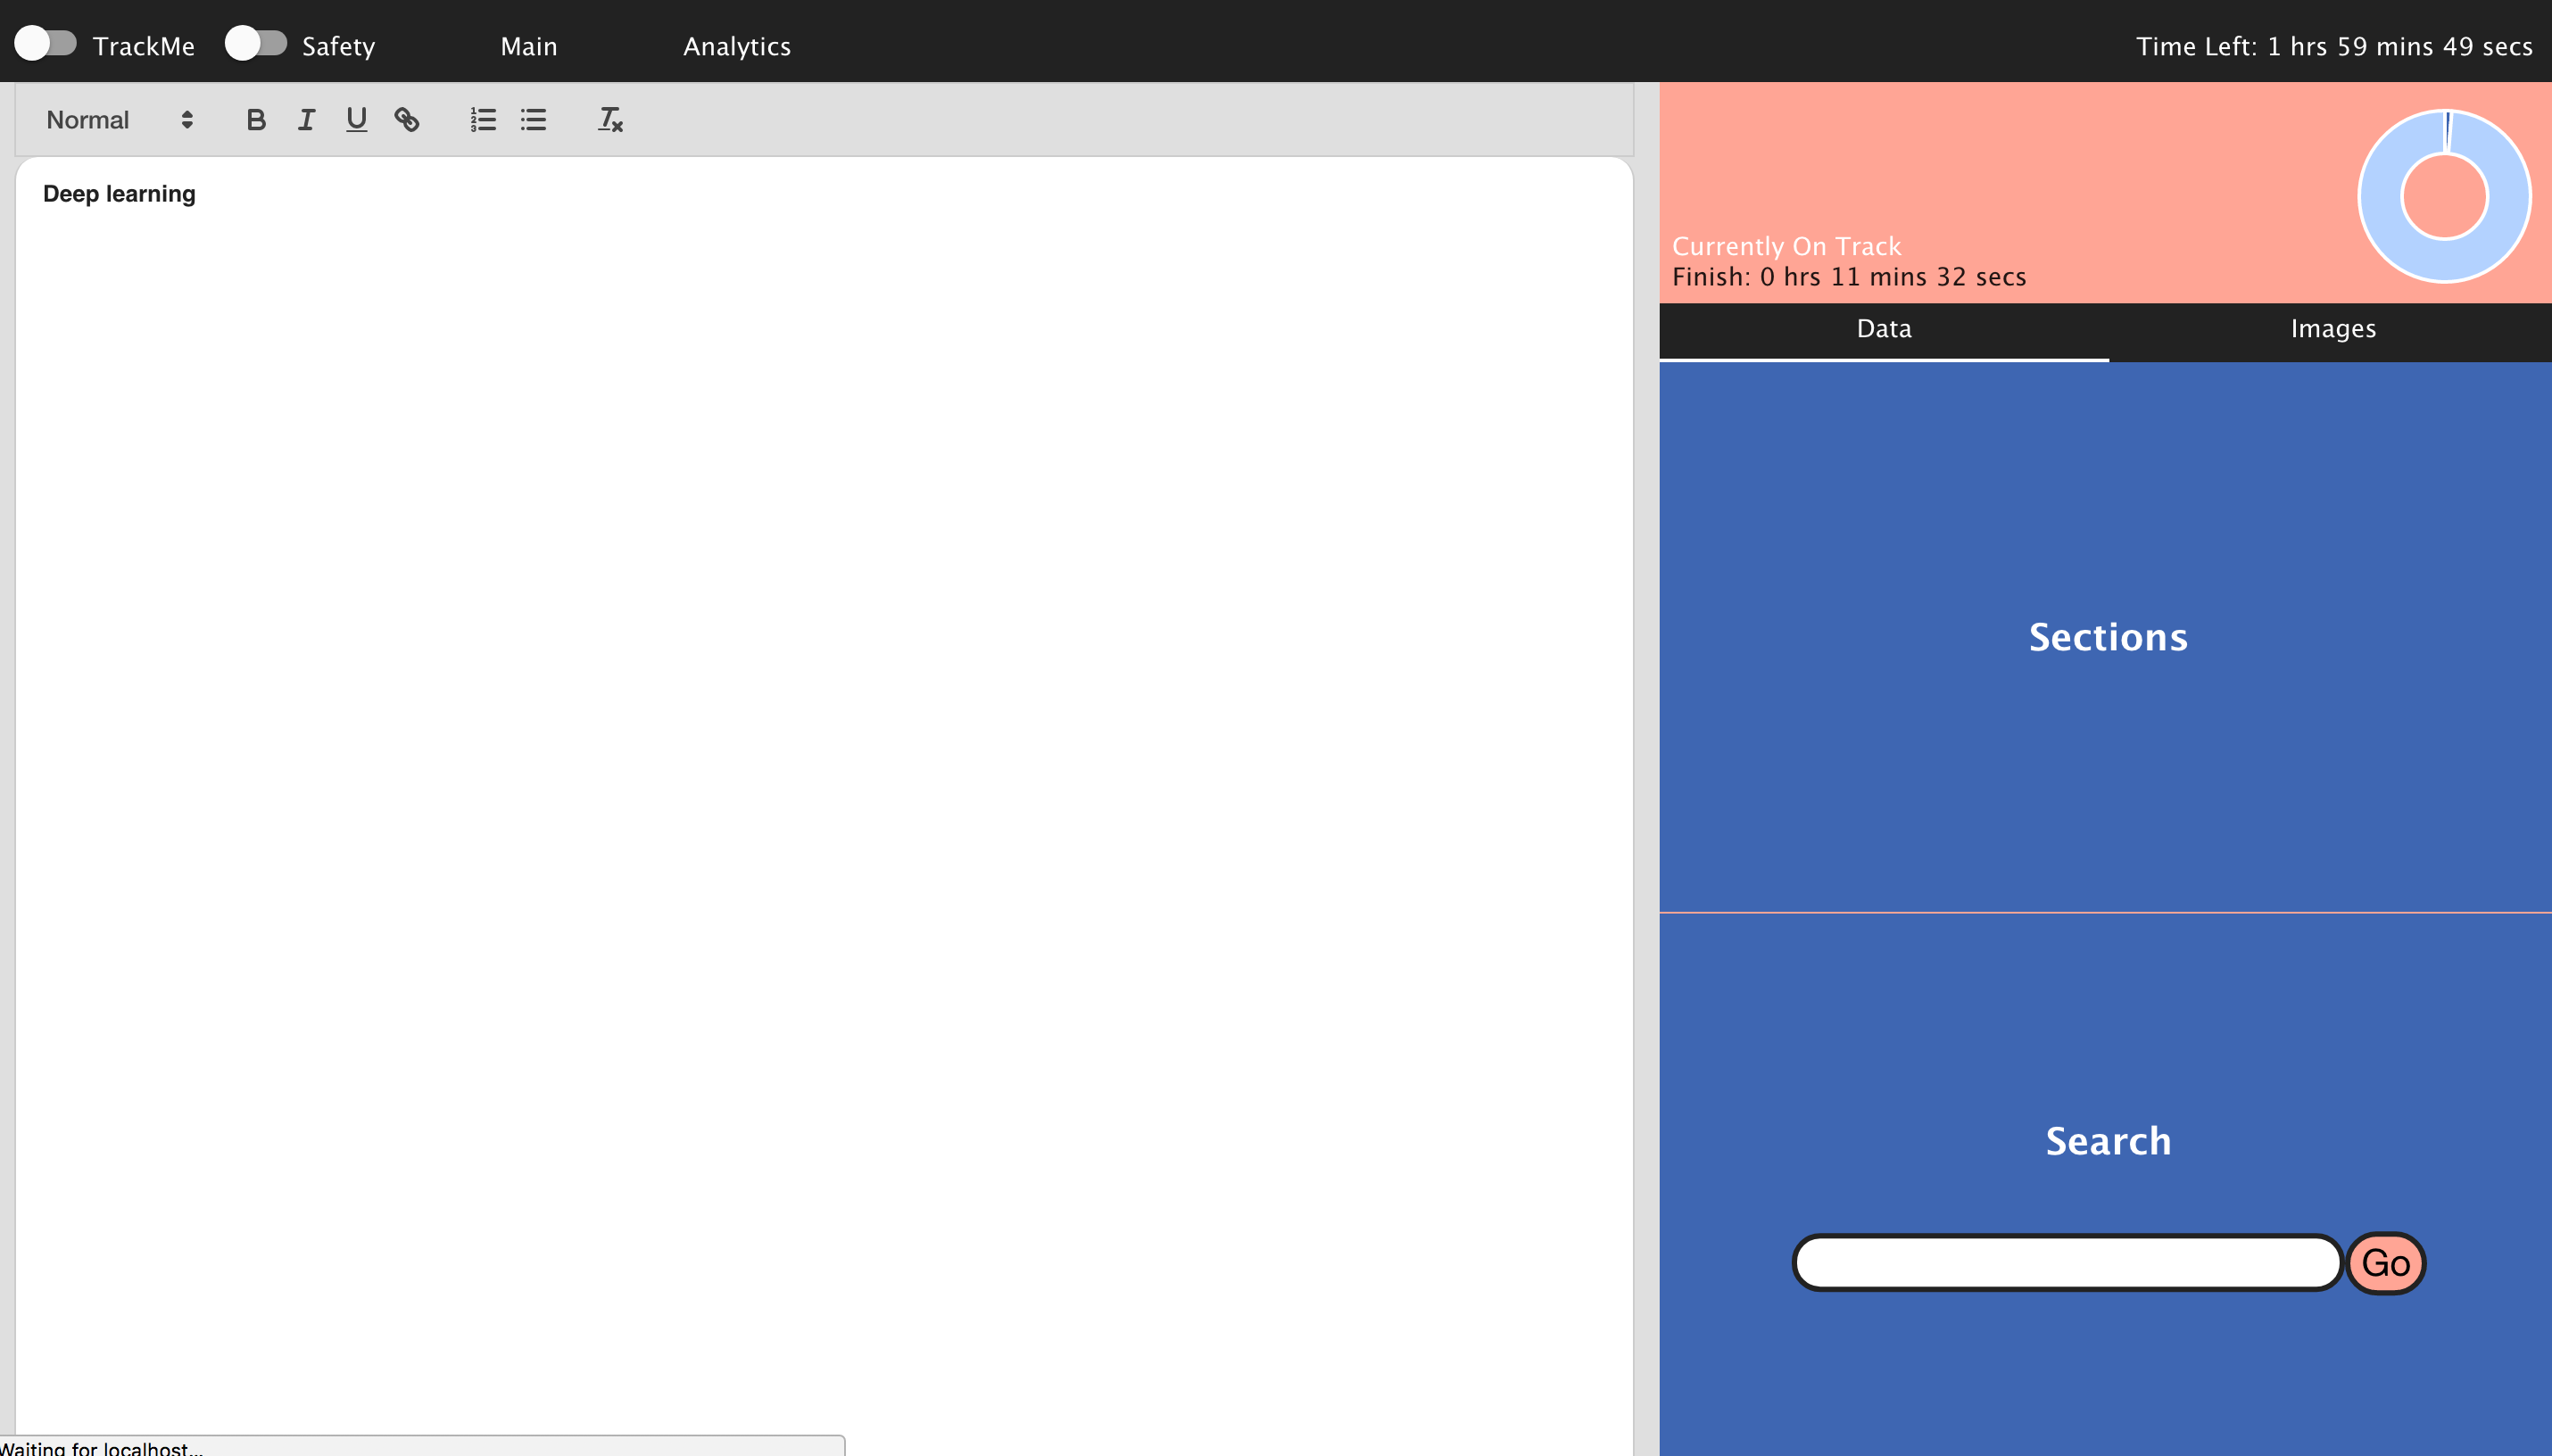 TrackMe Safety Main Analytics Time Left: 1 hrs 59 mins 49 secs
Normal
Deep learning
Currently On Track
Finish: 0 hrs 11 mins 32 secs
Data Images
Sections
Search
Go
Waiting for localhost...